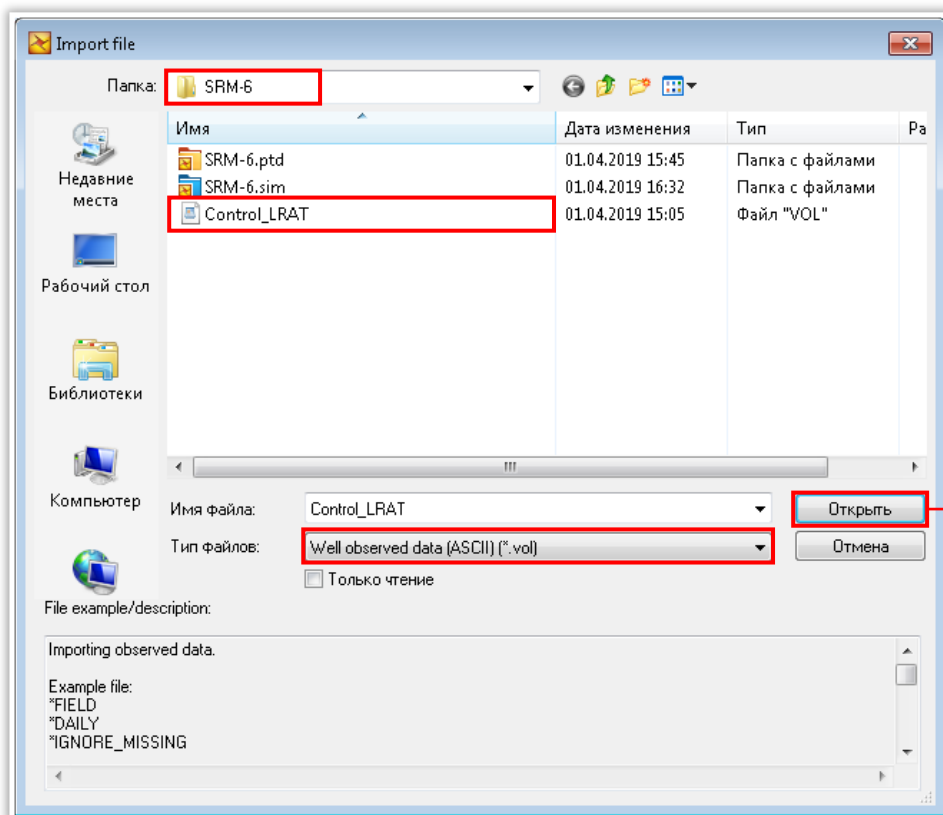 Import file
Папка: SRM-6
Имя Дата изменения Тип Ра
SRM-6.ptd 01.04.2019 15:45 Папка с файлами
SRM-6.sim 01.04.2019 16:32 Папка с файлами
Control_LRAT 01.04.2019 15:05 Файл "VOL"
Недавние
места
Рабочий стол
Библиотеки
Компьютер
Имя файла: Control_LRAT Открыть
Тип файлов: Well observed data (ASCII) (*.vol) Отмена
Только чтение
File example/description:
Importing observed data.
Example file:
*FIELD
*DAILY
*IGNORE_MISSING